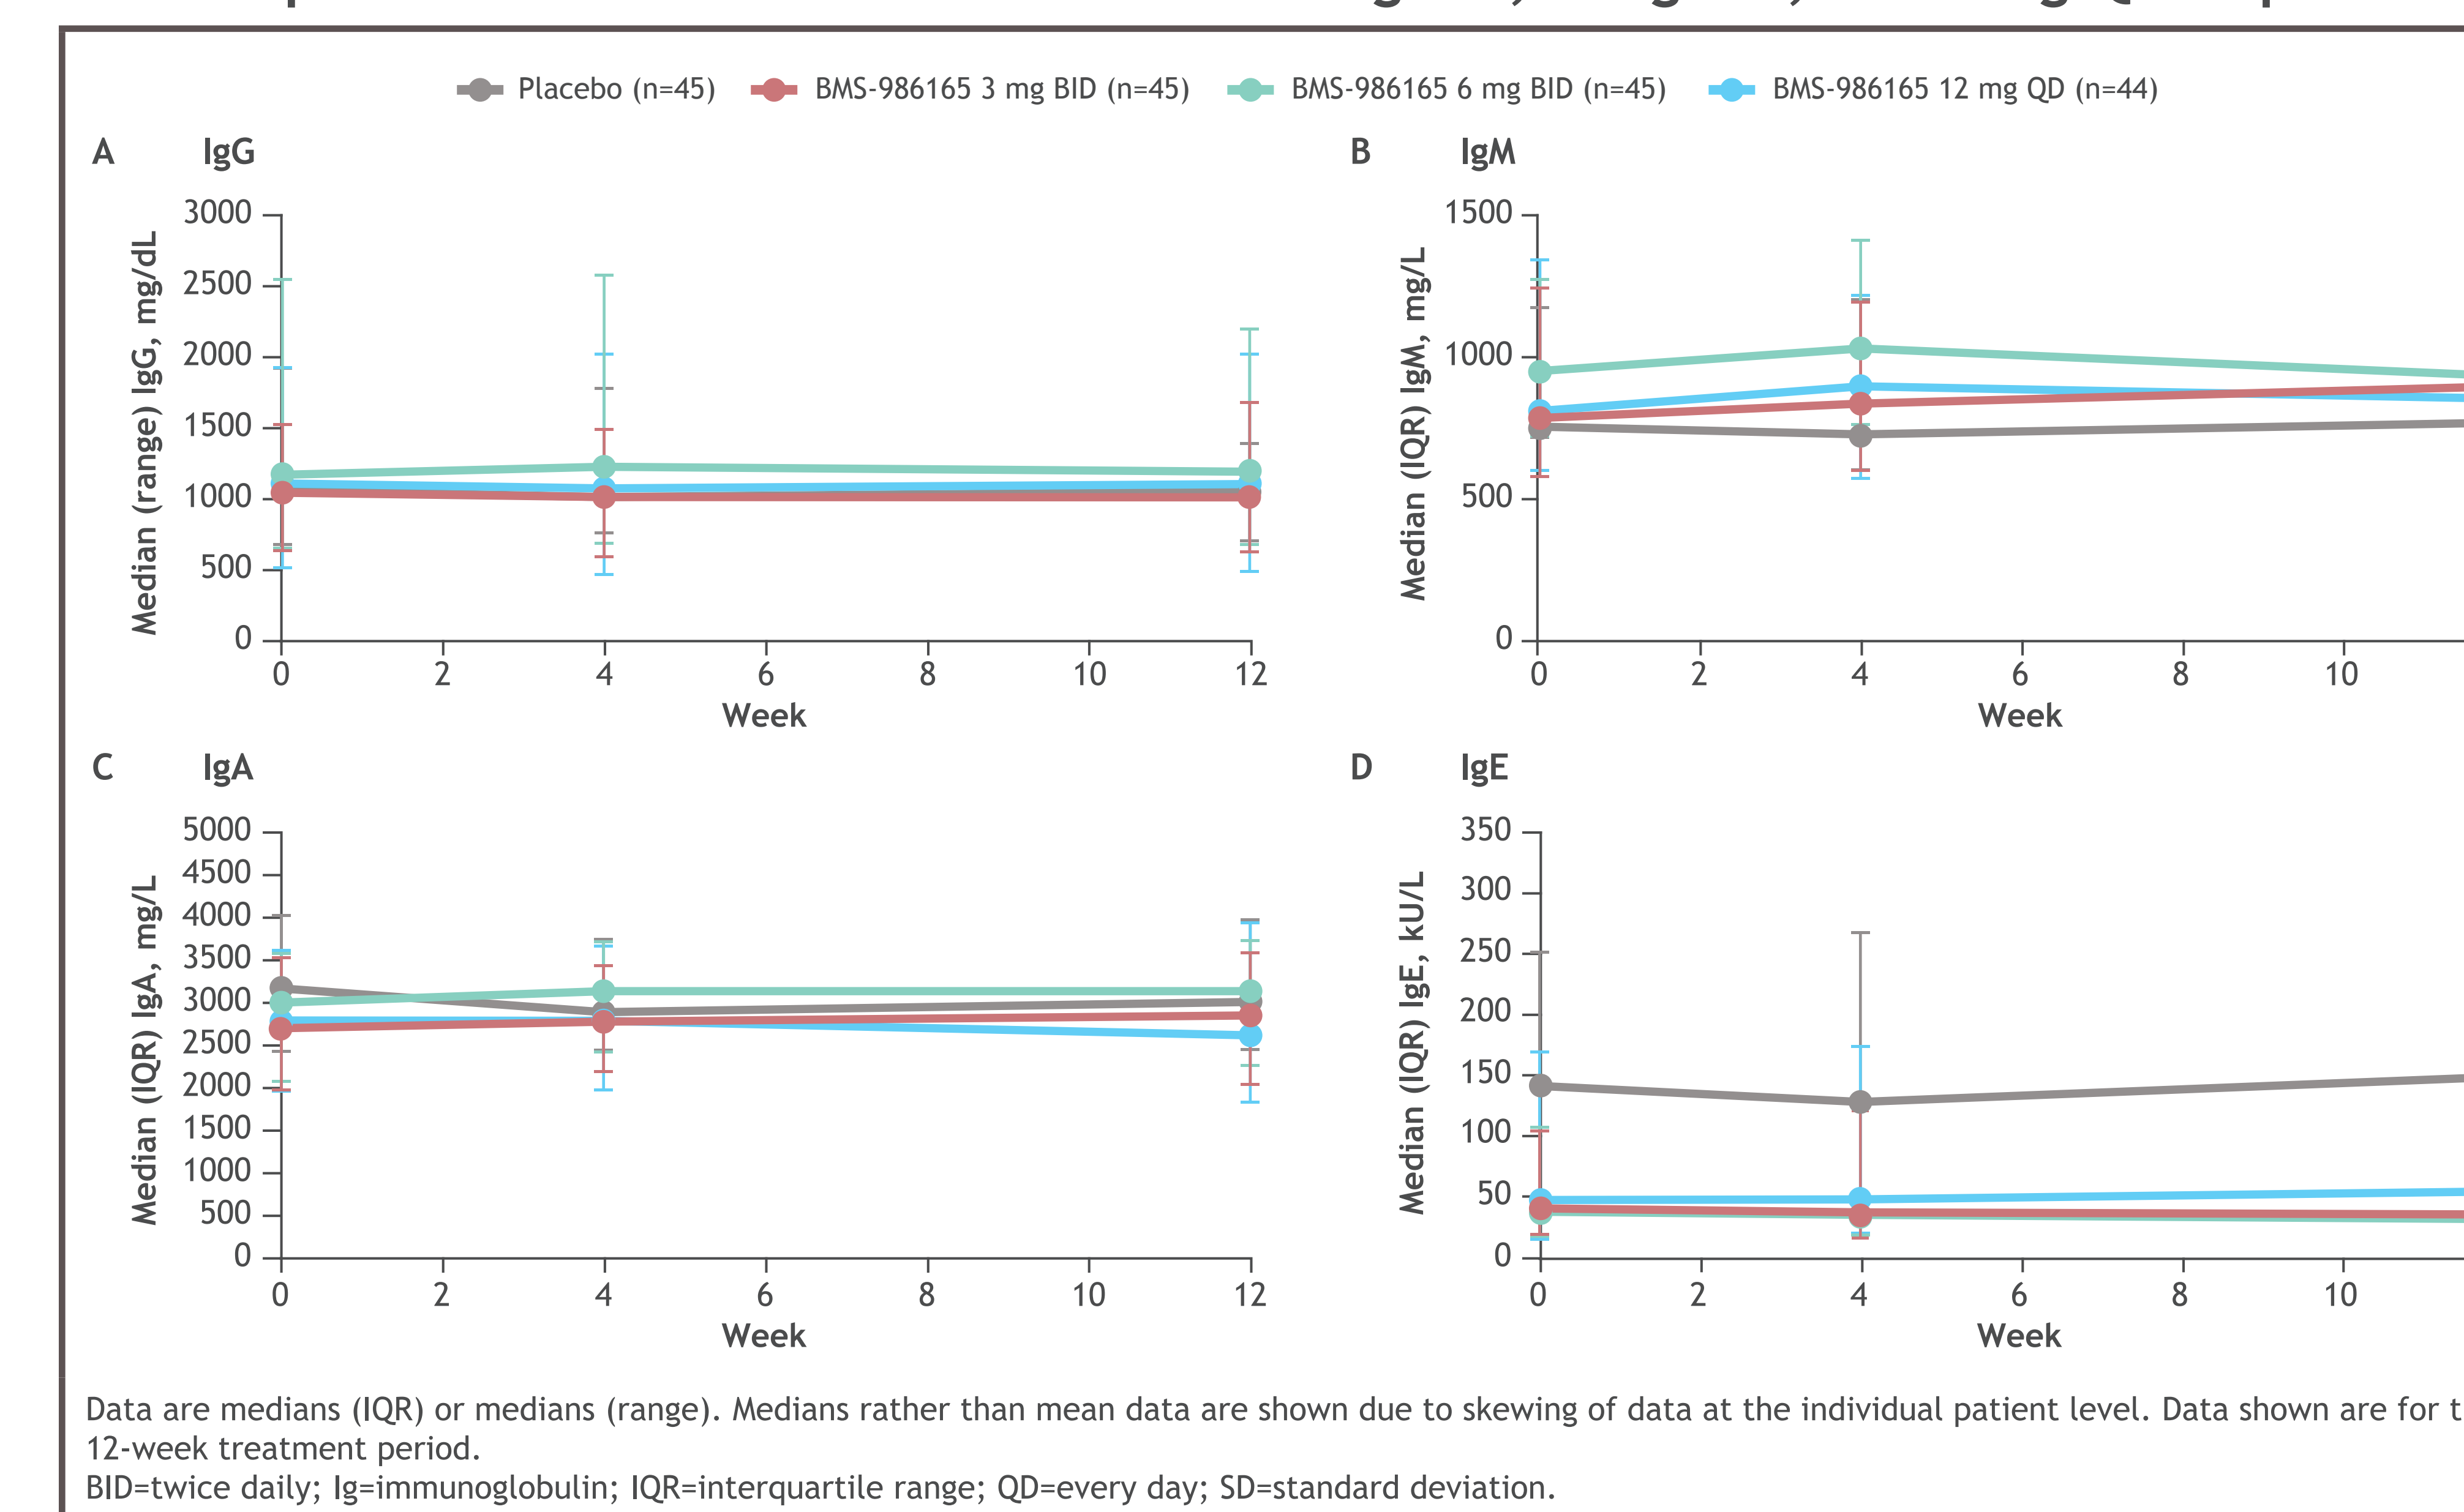 Placebo (n=45) BMS-986165 3 mg BID (n=45) BMS-986165 6 mg BID (n=45) BMS-986165 12 mg QD (n=44)
A IgG
Median (range) IgG, mg/dL
3000
2500
2000
1500
1000
500
0
0 2 4 6 8 10 12
Week
B IgM
Median (IQR) IgM, mg/L
1500
1000
500
0
0 2 4 6 8 10
Week
C IgA
Median (IQR) IgA, mg/L
5000
4500
4000
3500
3000
2500
2000
1500
1000
500
0
0 2 4 6 8 10 12
Week
D IgE
Median (IQR) IgE, kU/L
350
300
250
200
150
100
50
0
0 2 4 6 8 10
Week
Data are medians (IQR) or medians (range). Medians rather than mean data are shown due to skewing of data at the individual patient level. Data shown are for
12-week treatment period.
BID=twice daily; Ig=immunoglobulin; IQR=interquartile range; QD=every day; SD=standard deviation.